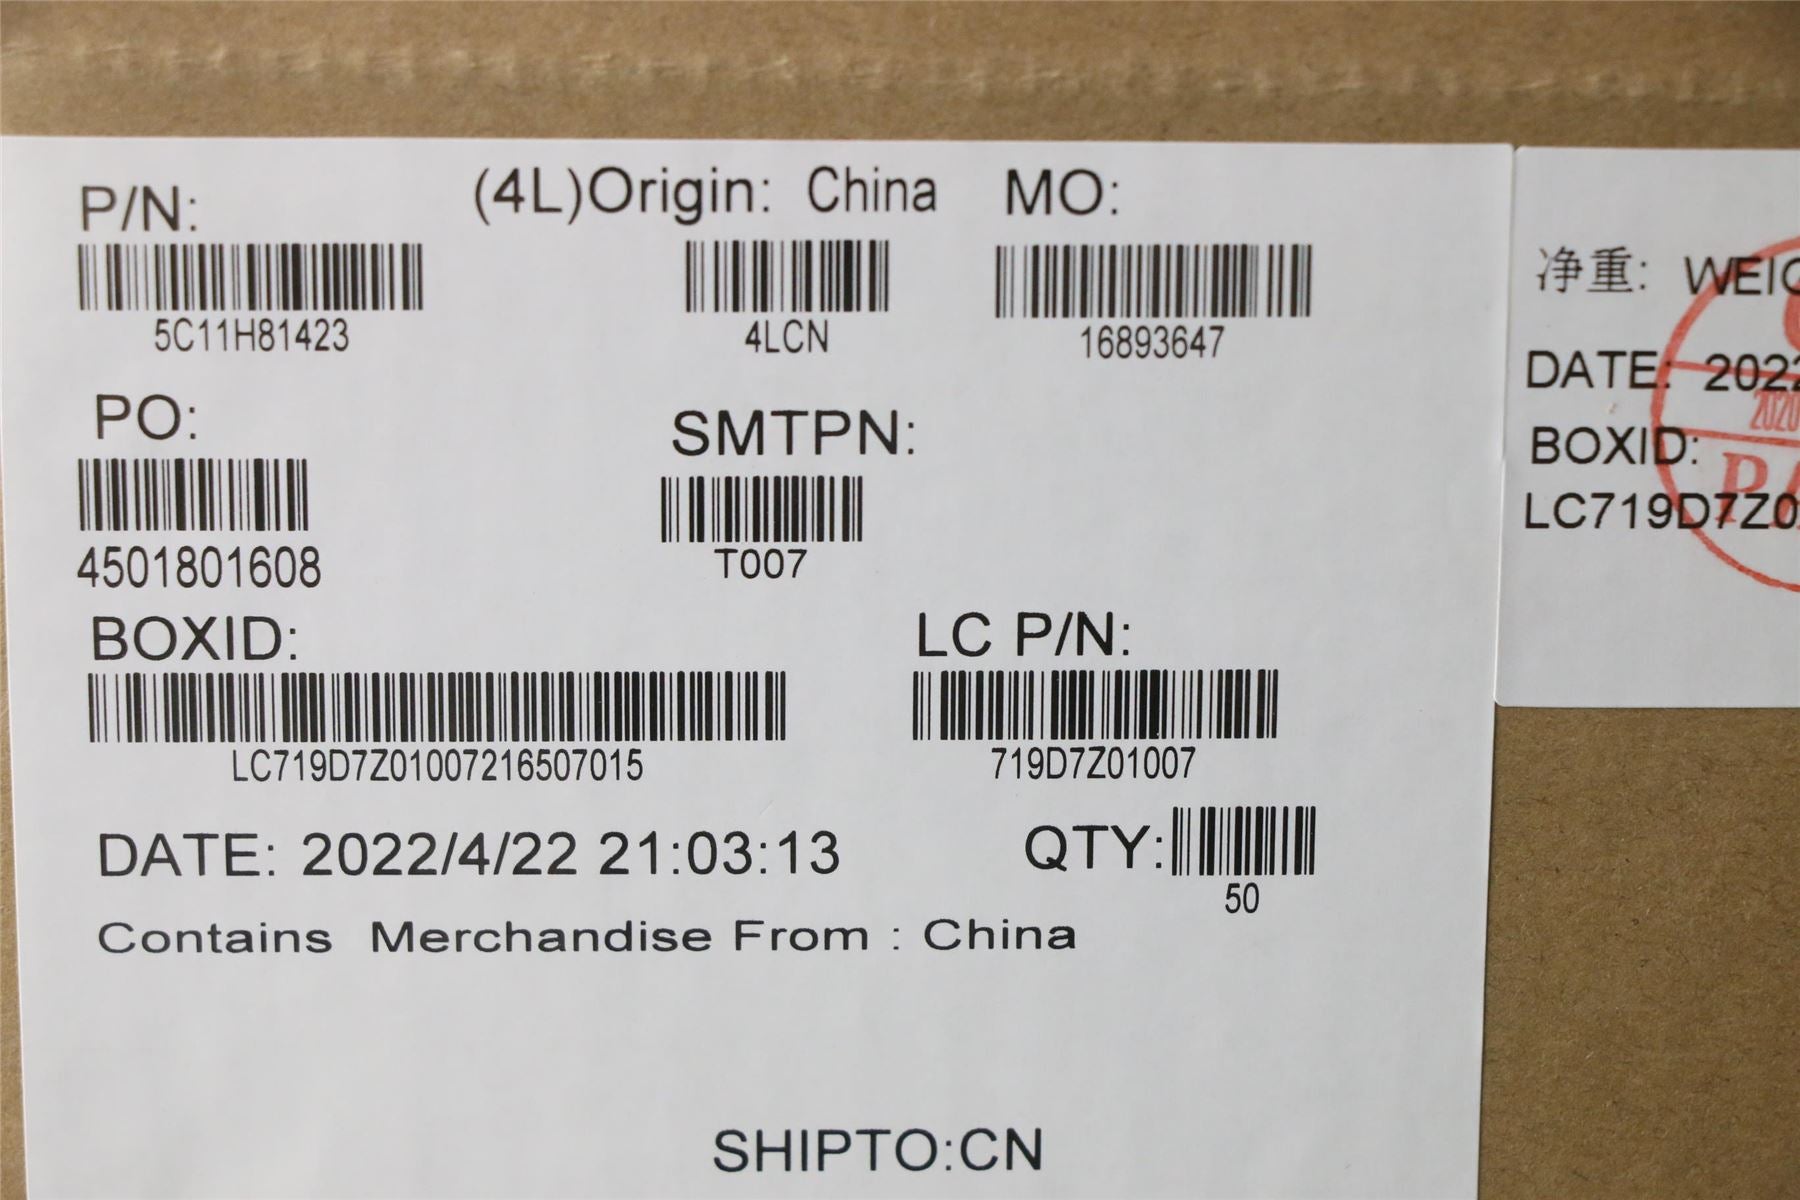 P/N:
(4L)Origin: China
MO:
5C11H81423
4LCN
16893647
PO:
SMTPN:
4501801608
T007
BOXID:
LC P/N:
LC719D7Z01007216507015
719D7Z01007
DATE: 2022/4/22 21:03:13
QTY:
50
Contains Merchandise From : China
SHIPTO:CN
净重:
DATE: 2022
BOXID:
LC719D7Z0